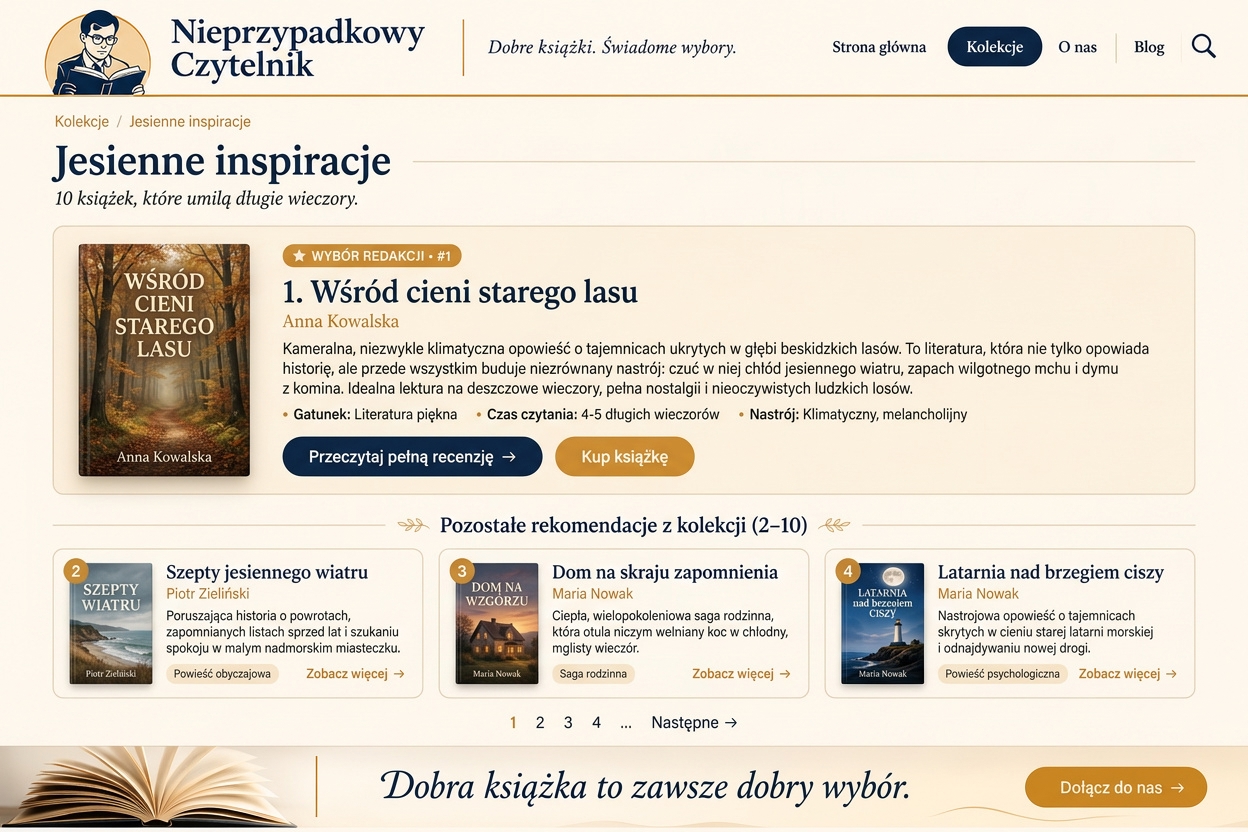 Nieprzypadkowy
Czytelnik
Dobre książki. Świadome wybory.
Strona główna
Kolekcje
O nas
Blog
Kolekcje / Jesienne inspiracje
Jesienne inspiracje
10 książek, które umilą długie wieczory.
WŚRÓD
CIENI
STAREGO
LASU
Anna Kowalska
WYBÓR REDAKCJI • #1
1. Wśród cieni starego lasu
Anna Kowalska
Kameralna, niezwykle klimatyczna opowieść o tajemnicach ukrytych w głębi beskidzkich lasów. To literatura, która nie tylko opowiada
historię, ale przede wszystkim buduje niezrównany nastrój: czuć w niej chłód jesiennego wiatru, zapach wilgotnego mchu i dymu
z komina. Idealna lektura na deszczowe wieczory, pełna nostalgii i nieoczywistych ludzkich losów.
• Gatunek: Literatura piękna • Czas czytania: 4-5 długich wieczorów • Nastrój: Klimatyczny, melancholijny
Przeczytaj pełną recenzję →
Kup książkę
Pozostałe rekomendacje z kolekcji (2–10)
2
SZEPTY
WIATRU
Piotr Zieliński
Szepty jesiennego wiatru
Piotr Zieliński
Poruszająca historia o powrotach,
zapomnianych listach sprzed lat i szukaniu
spokoju w malym nadmorskim miasteczku.
Powieść obyczajowa
Zobacz więcej →
3
DOM NA
WZGÓRZU
Maria Nowak
Dom na skraju zapomnienia
Maria Nowak
Ciepła, wielopokoleniowa saga rodzinna,
która otula niczym welniany koc w chłodny,
mglisty wieczór.
Saga rodzinna
Zobacz więcej →
4
LATARNIA
nad bezcoiem
CISZY
Maria Nowak
Latarnia nad brzegiem ciszy
Maria Nowak
Nastrojowa opowieść o tajemnicach
skrytych w cieniu starej latarni morskiej
i odnajdywaniu nowej drogi.
Powieść psychologiczna
Zobacz więcej →
1 2 3 4 ... Następne →
Dobra książka to zawsze dobry wybór.
Dołącz do nas →